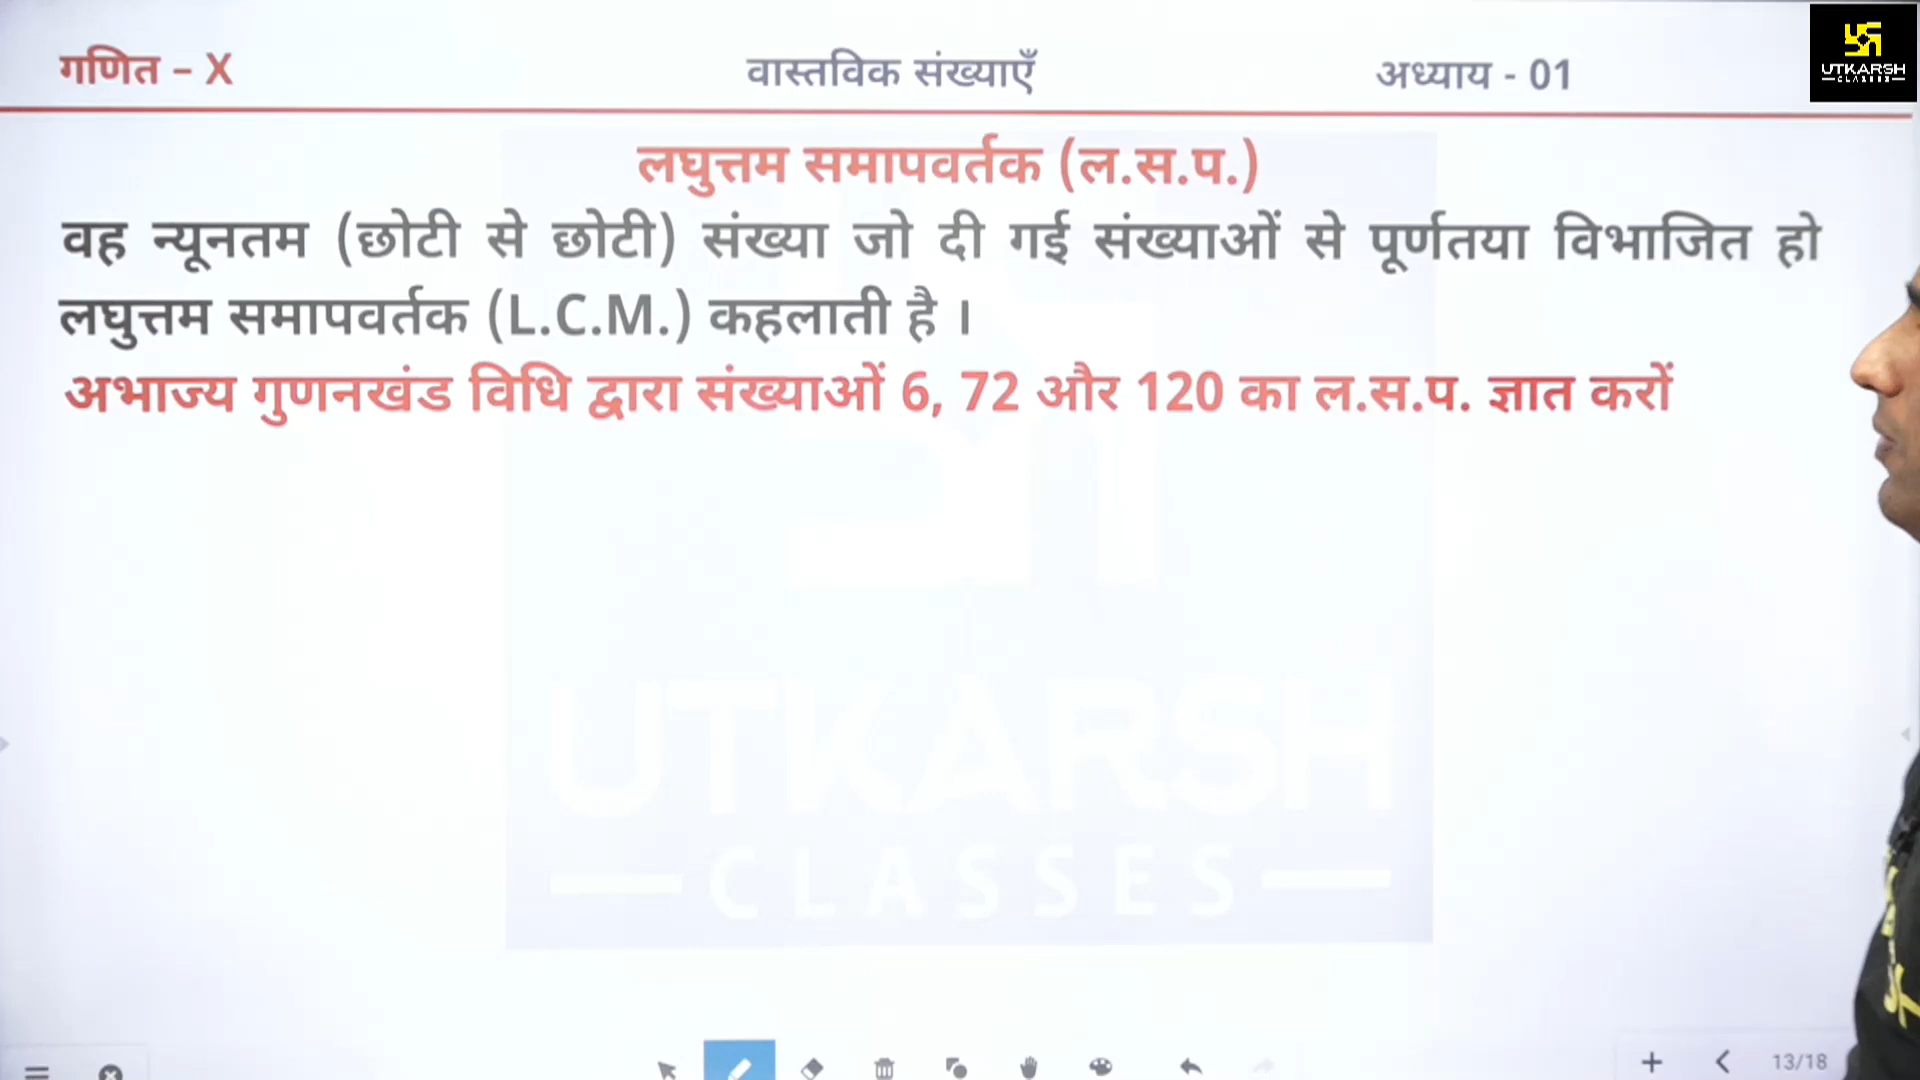 गणित – X
वास्तविक संख्याएँ
अध्याय - 01
UTKARSH
CLASSES
लघुत्तम समापवर्तक (ल.स.प.)
वह न्यूनतम (छोटी से छोटी) संख्या जो दी गई संख्याओं से पूर्णतया विभाजित हो
लघुत्तम समापवर्तक (L.C.M.) कहलाती है ।
अभाज्य गुणनखंड विधि द्वारा संख्याओं 6, 72 और 120 का ल.स.प. ज्ञात करों
UTKARSH
CLASSES
13/18